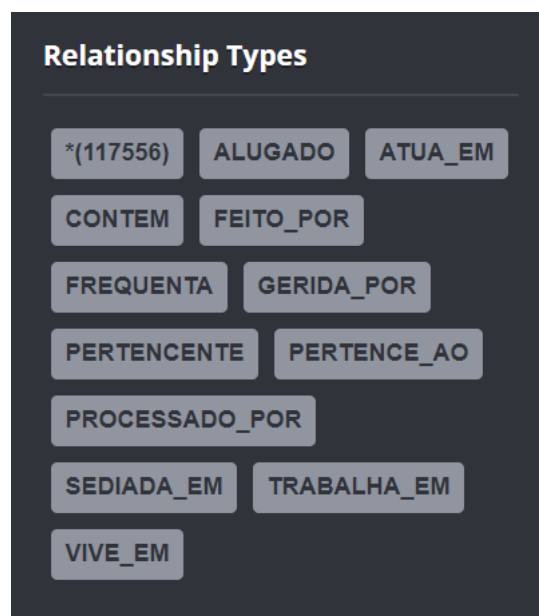 Relationship Types
*(117556) ALUGADO ATUA_EM
CONTEM FEITO_POR
FREQUENTA GERIDA_POR
PERTENCENTE PERTENCE_AO
PROCESSADO_POR
SEDIADA_EM TRABALHA_EM
VIVE_EM